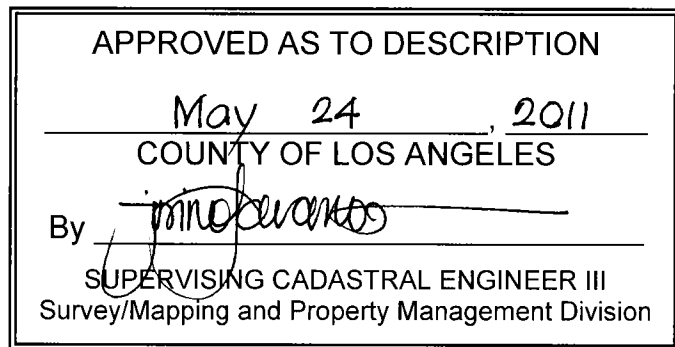 APPROVED AS TO DESCRIPTION
May 24, 2011
COUNTY OF LOS ANGELES
By
SUPERVISING CADASTRAL ENGINEER III
Survey/Mapping and Property Management Division